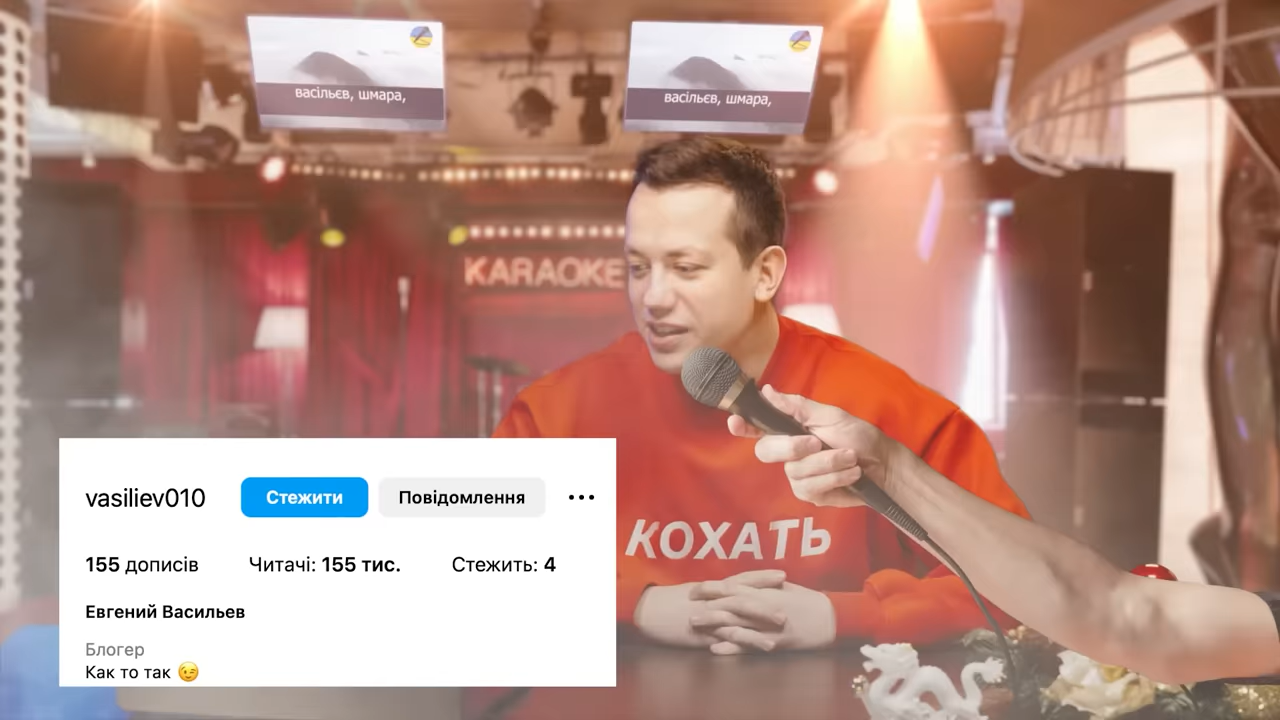 васільєв, шмара,
васільєв, шмара,
KARAOKE
КОХАТЬ
vasiliev010
Стежити
Повідомлення
155 дописів
Читачі: 155 тис.
Стежить: 4
Евгений Васильев
Блогер
Как то так 😉